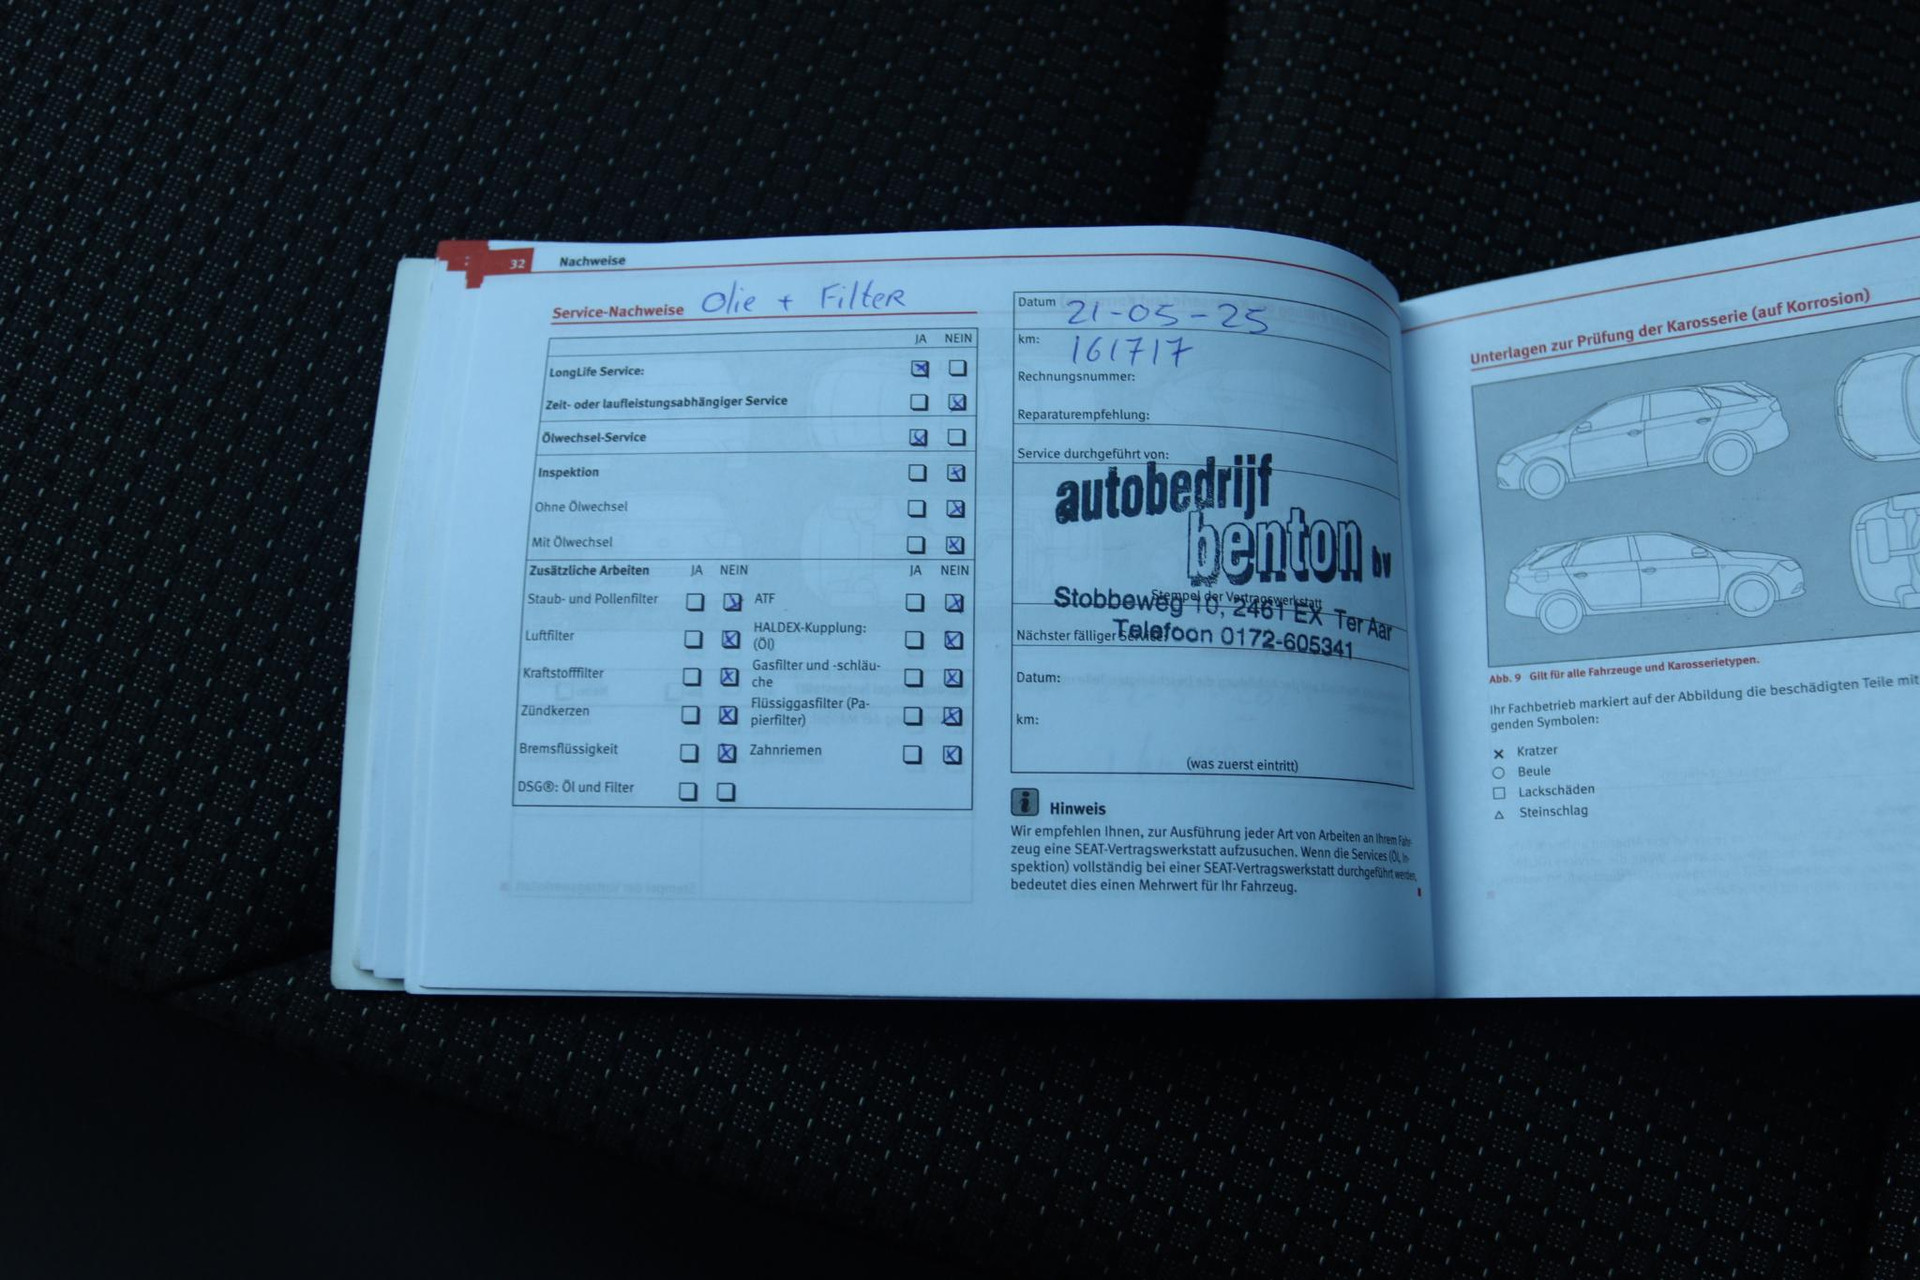 32 Nachweise
Service-Nachweise Olie + Filter
JA NEIN
LongLife Service:
Zeit- oder laufleistungsabhängiger Service
Ölwechsel-Service
Inspektion
Ohne Ölwechsel
Mit Ölwechsel
Zusätzliche Arbeiten JA NEIN JA NEIN
Staub- und Pollenfilter ATF
Luftfilter HALDEX-Kupplung:
(Öl)
Kraftstofffilter Gasfilter und -schläu-
che
Zündkerzen Flüssiggasfilter (Pa-
pierfilter)
Bremsflüssigkeit Zahnriemen
DSG®: Öl und Filter
Datum 21-05-25
km: 161717
Rechnungsnummer:
Reparaturempfehlung:
Service durchgeführt von:
autobedrijf
benton bv
Stempel der Vertragswerkstatt
Stobbeweg 10, 2461 EX Ter Aar
Telefoon 0172-605341
Nächster fälliger Service:
Datum:
km:
(was zuerst eintritt)
i Hinweis
Wir empfehlen Ihnen, zur Ausführung jeder Art von Arbeiten an Ihrem Fahr-
zeug eine SEAT-Vertragswerkstatt aufzusuchen. Wenn die Services (Öl, In-
spektion) vollständig bei einer SEAT-Vertragswerkstatt durchgeführt werden,
bedeutet dies einen Mehrwert für Ihr Fahrzeug.
Unterlagen zur Prüfung der Karosserie (auf Korrosion)
Abb. 9 Gilt für alle Fahrzeuge und Karosserietypen.
Ihr Fachbetrieb markiert auf der Abbildung die beschädigten Teile mit
genden Symbolen:
Kratzer
Beule
Lackschäden
Steinschlag